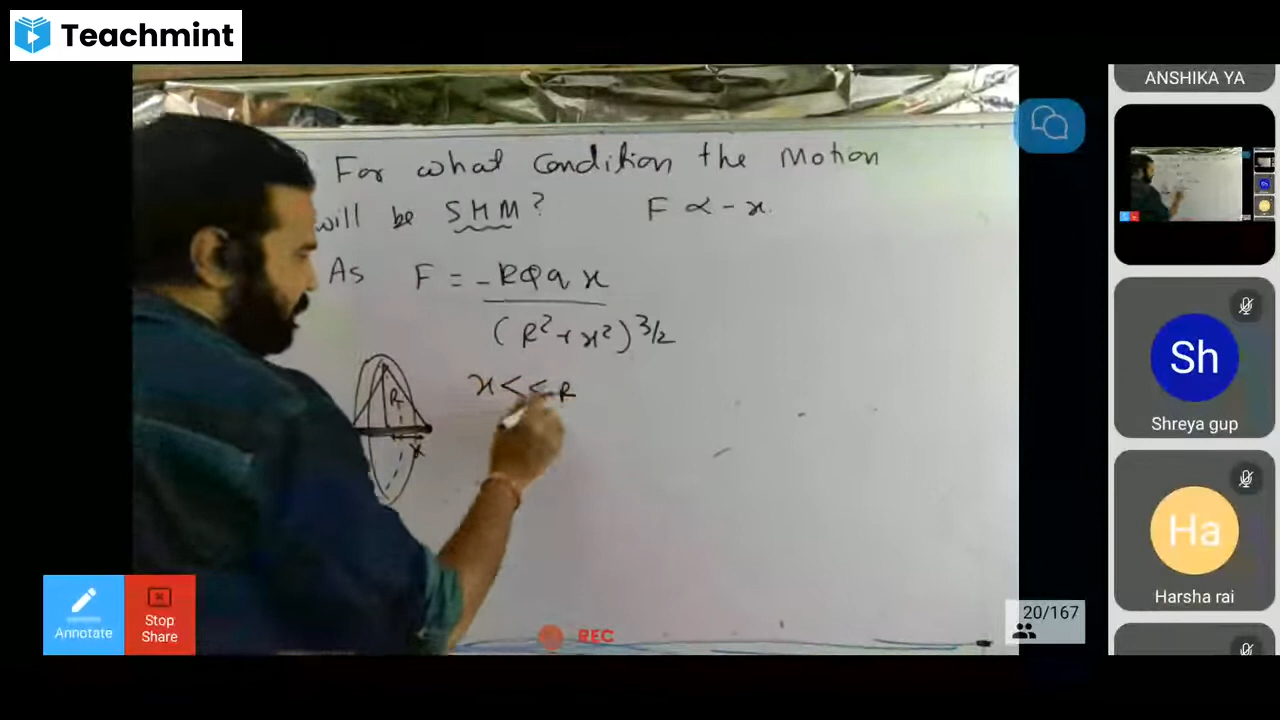 Teachmint
For what condition the Motion
will be SHM? F ∝ - x.
As F = - KQq x
(R² + x²) 3/2
x << R
R
x
Annotate
Stop
Share
REC
20/167
ANSHIKA YA
Sh
Shreya gup
Ha
Harsha rai